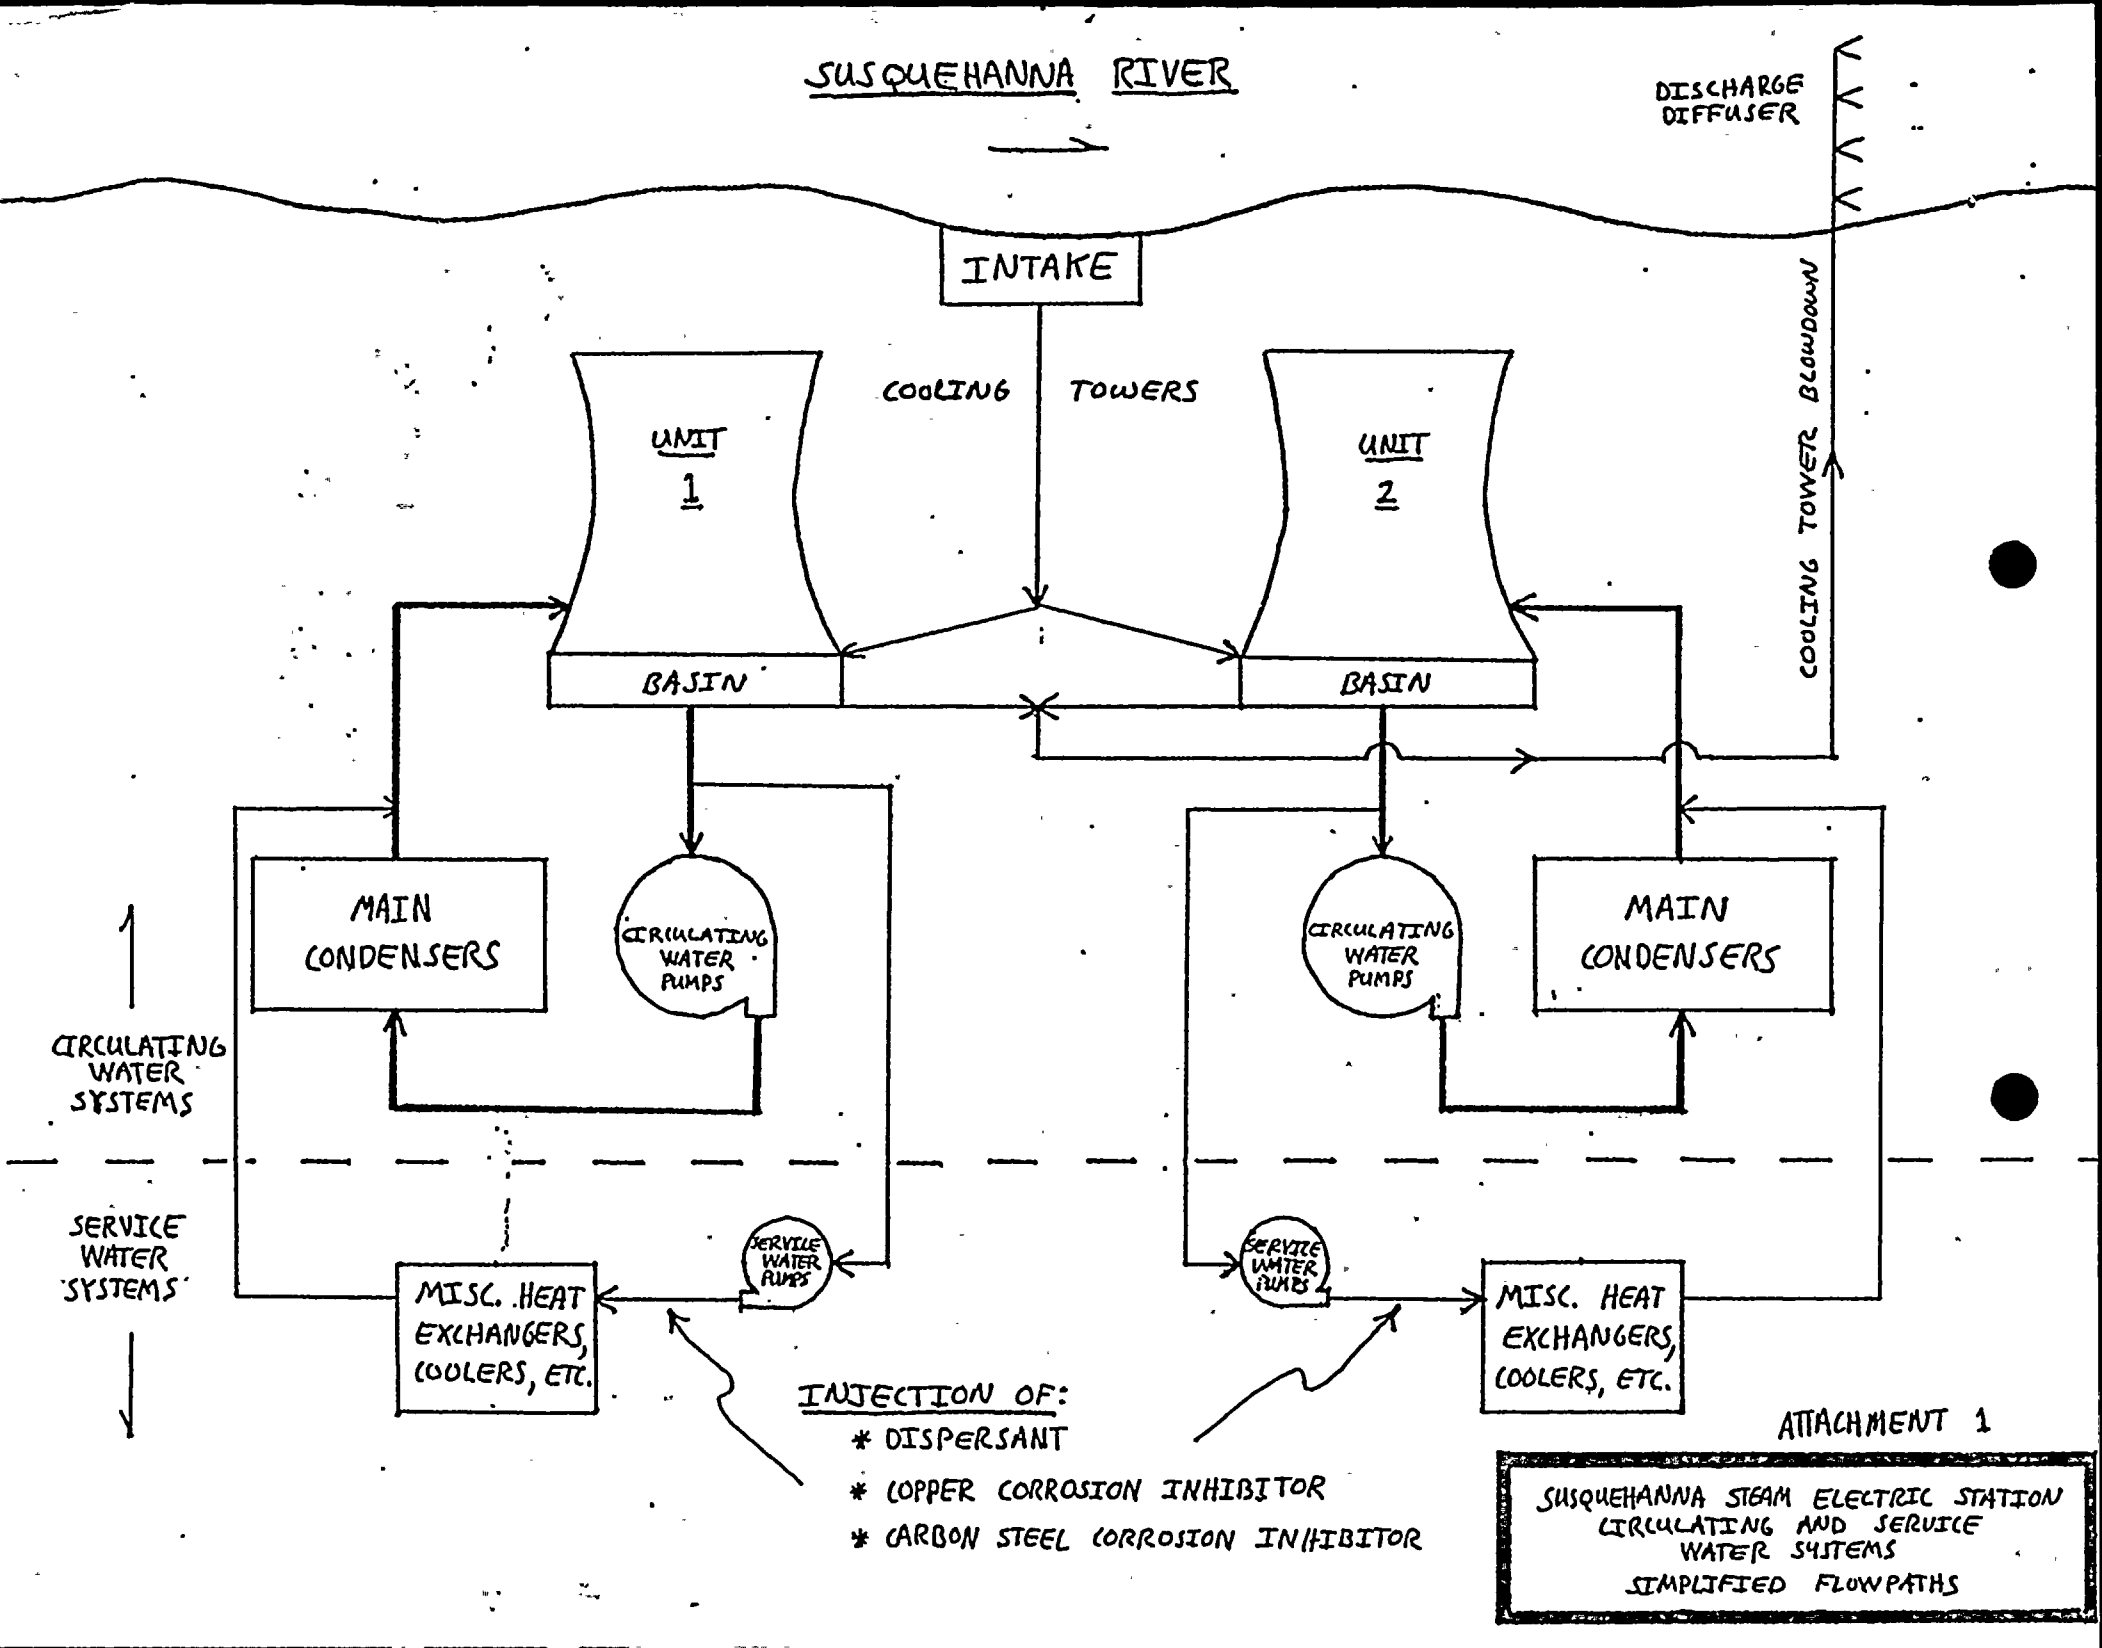 SUSQUEHANNA RIVER
DISCHARGE
DIFFUSER
INTAKE
COOLING TOWERS
UNIT
1
UNIT
2
COOLING TOWER BLOWDOWN
BASIN
BASIN
MAIN
CONDENSERS
CIRCULATING
WATER
PUMPS
CIRCULATING
WATER
PUMPS
MAIN
CONDENSERS
CIRCULATING
WATER
SYSTEMS
SERVICE
WATER
SYSTEMS
MISC. HEAT
EXCHANGERS,
COOLERS, ETC.
SERVICE
WATER
PUMPS
SERVICE
WATER
PUMPS
MISC. HEAT
EXCHANGERS,
COOLERS, ETC.
INJECTION OF:
* DISPERSANT
* COPPER CORROSION INHIBITOR
* CARBON STEEL CORROSION INHIBITOR
ATTACHMENT 1
SUSQUEHANNA STEAM ELECTRIC STATION
CIRCULATING AND SERVICE
WATER SYSTEMS
SIMPLIFIED FLOWPATHS